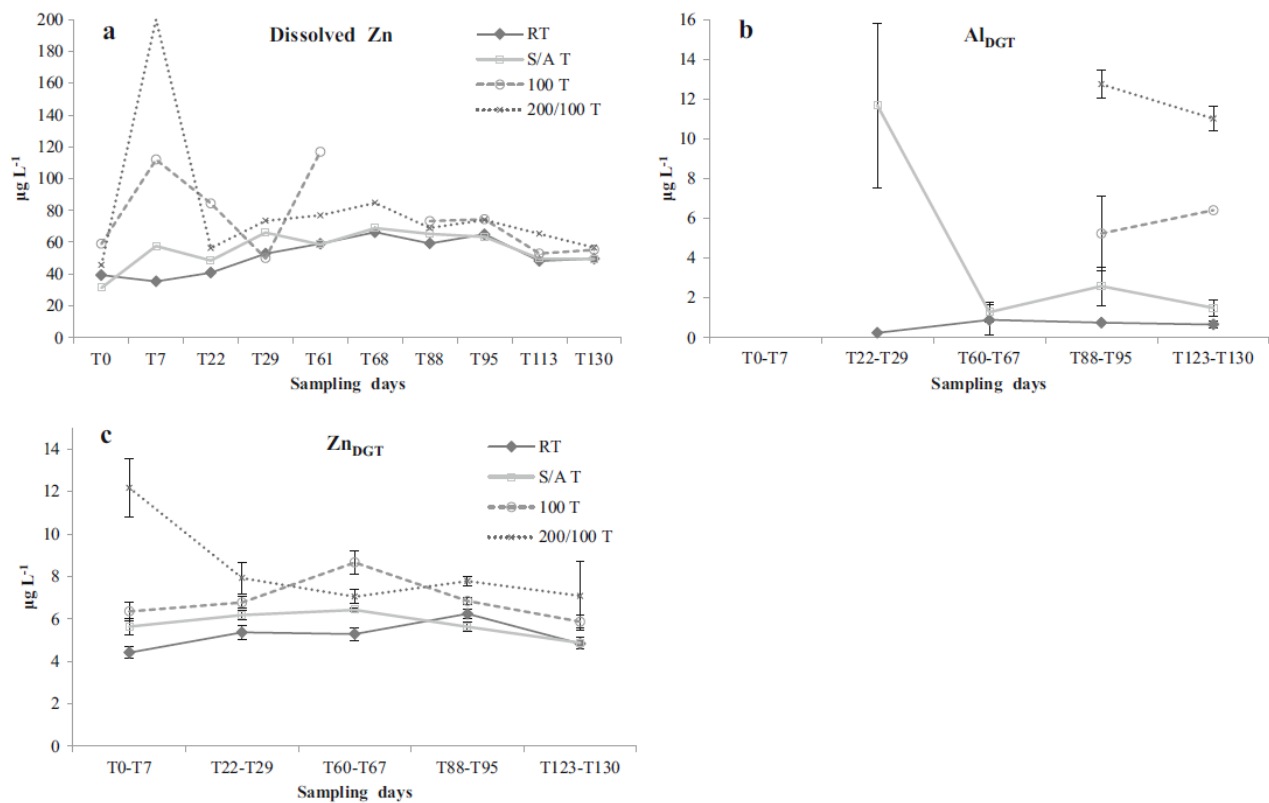 a
Dissolved Zn
RT
S/A T
100 T
200/100 T
µg L-1
200
180
160
140
120
100
80
60
40
20
0
T0 T7 T22 T29 T61 T68 T88 T95 T113 T130
Sampling days
b
AlDGT
µg L-1
16
14
12
10
8
6
4
2
0
T0-T7 T22-T29 T60-T67 T88-T95 T123-T130
Sampling days
c
ZnDGT
RT
S/A T
100 T
200/100 T
µg L-1
14
12
10
8
6
4
2
0
T0-T7 T22-T29 T60-T67 T88-T95 T123-T130
Sampling days